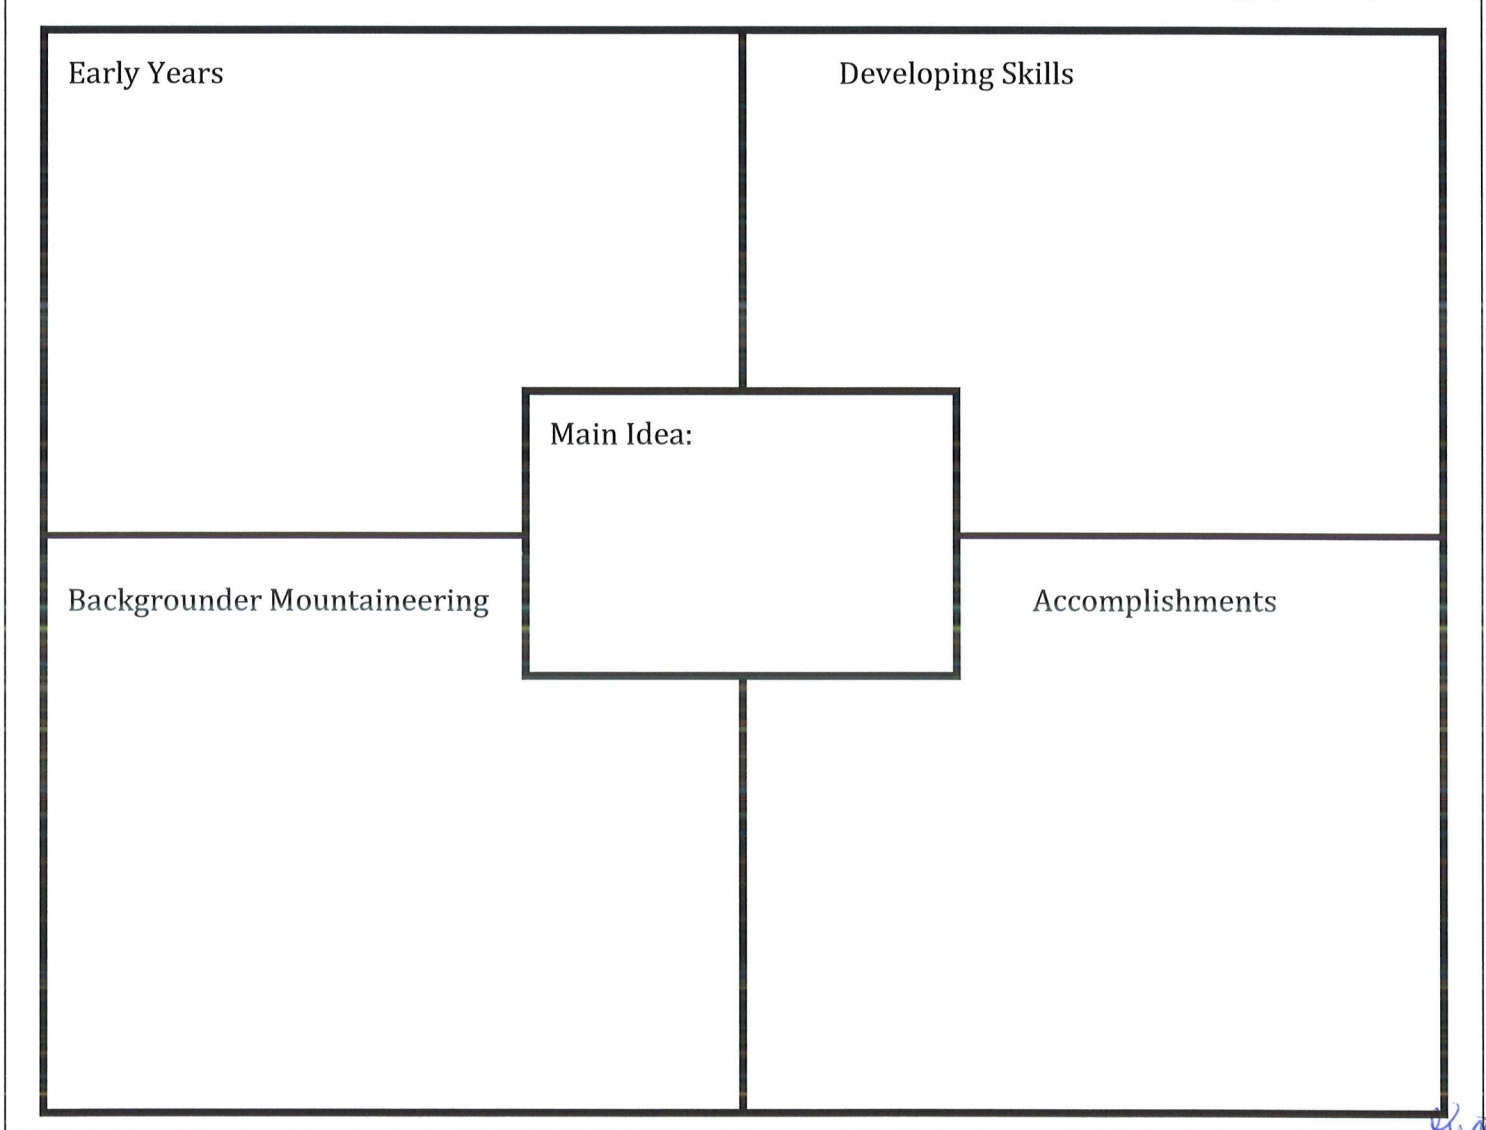 Early Years
Developing Skills
Main Idea:
Backgrounder Mountaineering
Accomplishments